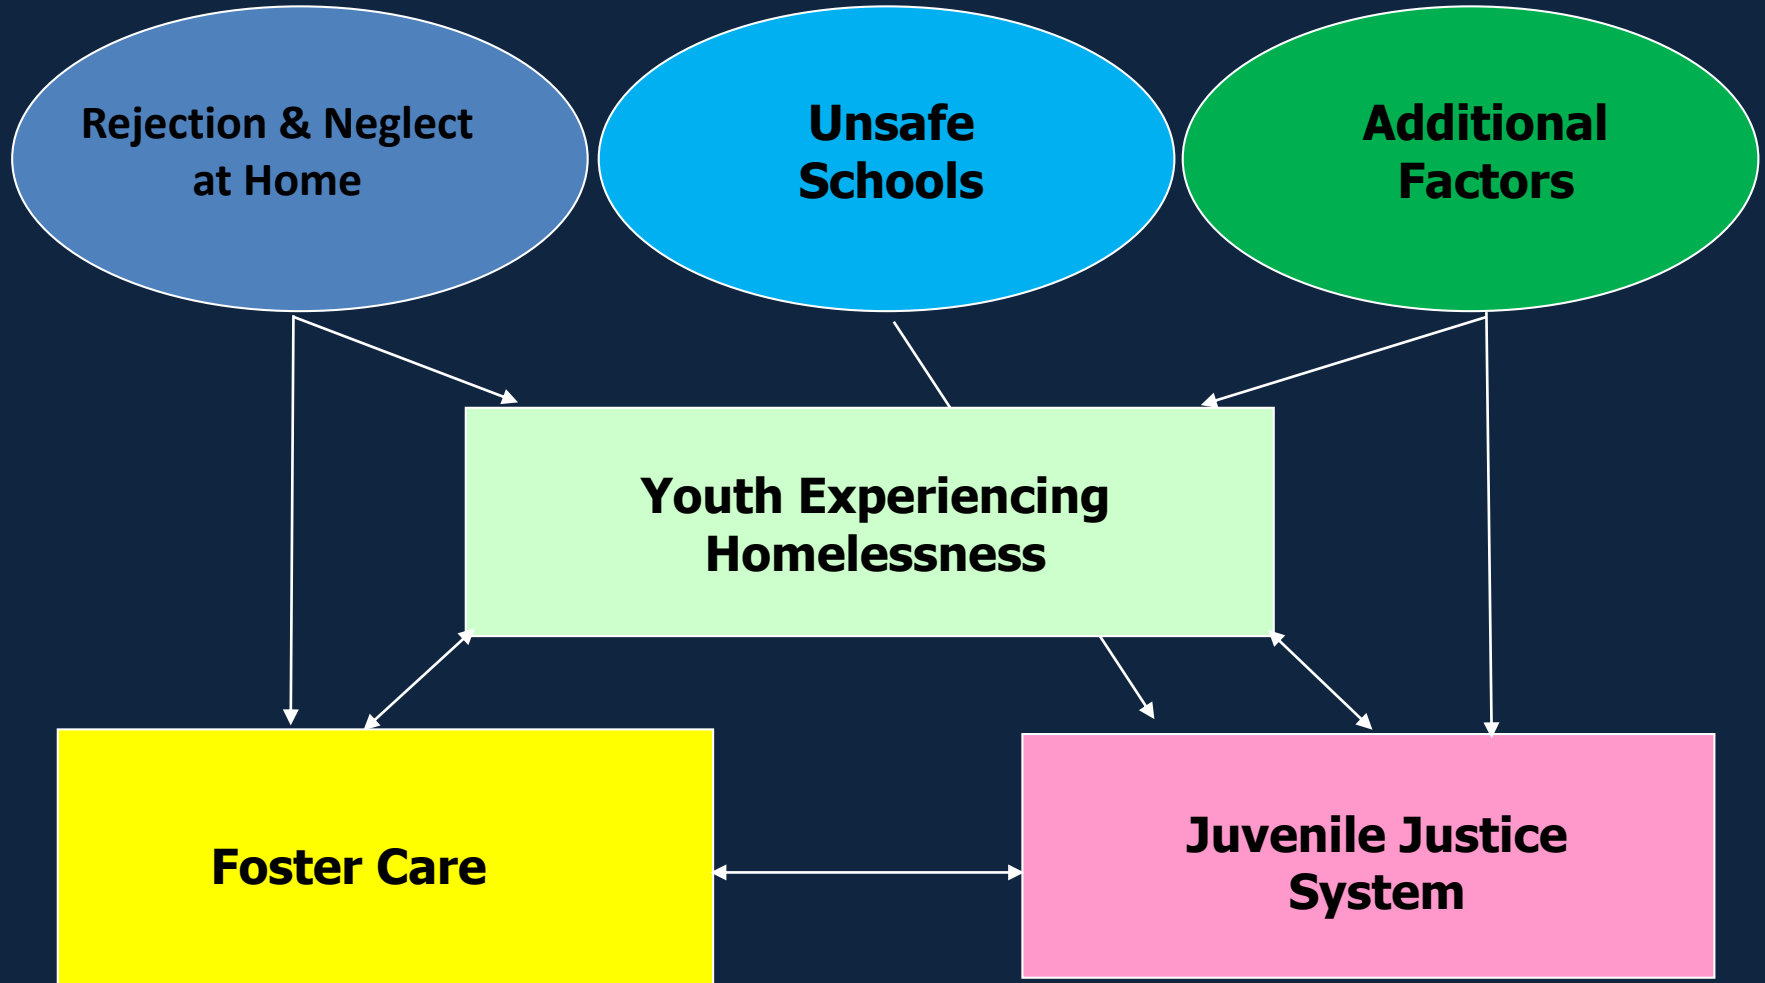 Rejection & Neglect
at Home
Unsafe
Schools
Additional
Factors
Youth Experiencing
Homelessness
Foster Care
Juvenile Justice
System